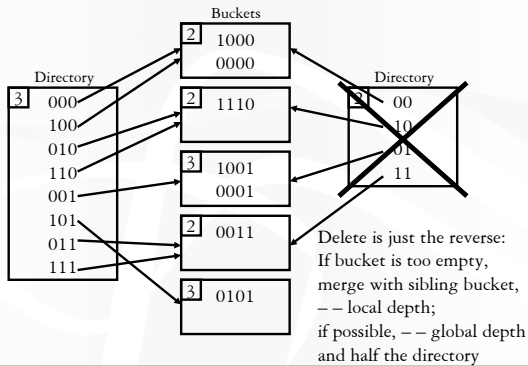 Buckets
2 1000
0000
Directory
3 000
100
010
110
001
101
011
111
2 1110
3 1001
0001
2 0011
3 0101
Directory
2 00
10
01
11
Delete is just the reverse:
If bucket is too empty,
merge with sibling bucket,
– – local depth;
if possible, – – global depth
and half the directory